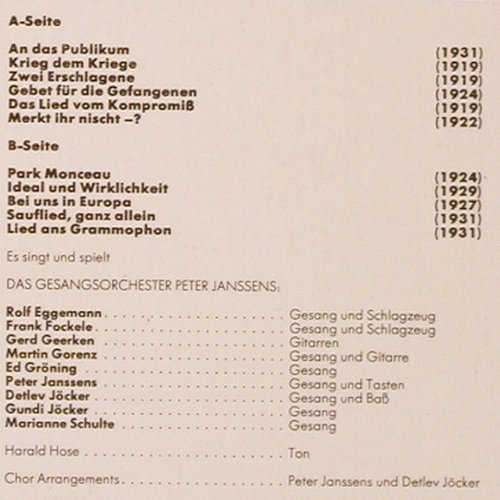 A-Seite
An das Publikum (1931)
Krieg dem Kriege (1919)
Zwei Erschlagene (1919)
Gebet für die Gefangenen (1924)
Das Lied vom Kompromiß (1919)
Merkt ihr nischt –? (1922)
B-Seite
Park Monceau (1924)
Ideal und Wirklichkeit (1929)
Bei uns in Europa (1927)
Sauflied, ganz allein (1931)
Lied ans Grammophon (1931)
Es singt und spielt
DAS GESANGSORCHESTER PETER JANSSENS:
Rolf Eggemann . . . . . . . . . . . . . . . . . . . . Gesang und Schlagzeug
Frank Fockele . . . . . . . . . . . . . . . . . . . . Gesang und Schlagzeug
Gerd Geerken . . . . . . . . . . . . . . . . . . . . Gitarren
Martin Gorenz . . . . . . . . . . . . . . . . . . . . Gesang und Gitarre
Ed Gröning . . . . . . . . . . . . . . . . . . . . Gesang
Peter Janssens . . . . . . . . . . . . . . . . . . . . Gesang und Tasten
Detlev Jöcker . . . . . . . . . . . . . . . . . . . . Gesang und Baß
Gundi Jöcker . . . . . . . . . . . . . . . . . . . . Gesang
Marianne Schulte . . . . . . . . . . . . . . . . . . . . Gesang
Harald Hose . . . . . . . . . . . . . . . . . . . . Ton
Chor Arrangements . . . . . . . . . . . . . . . . . . . . Peter Janssens und Detlev Jöcker